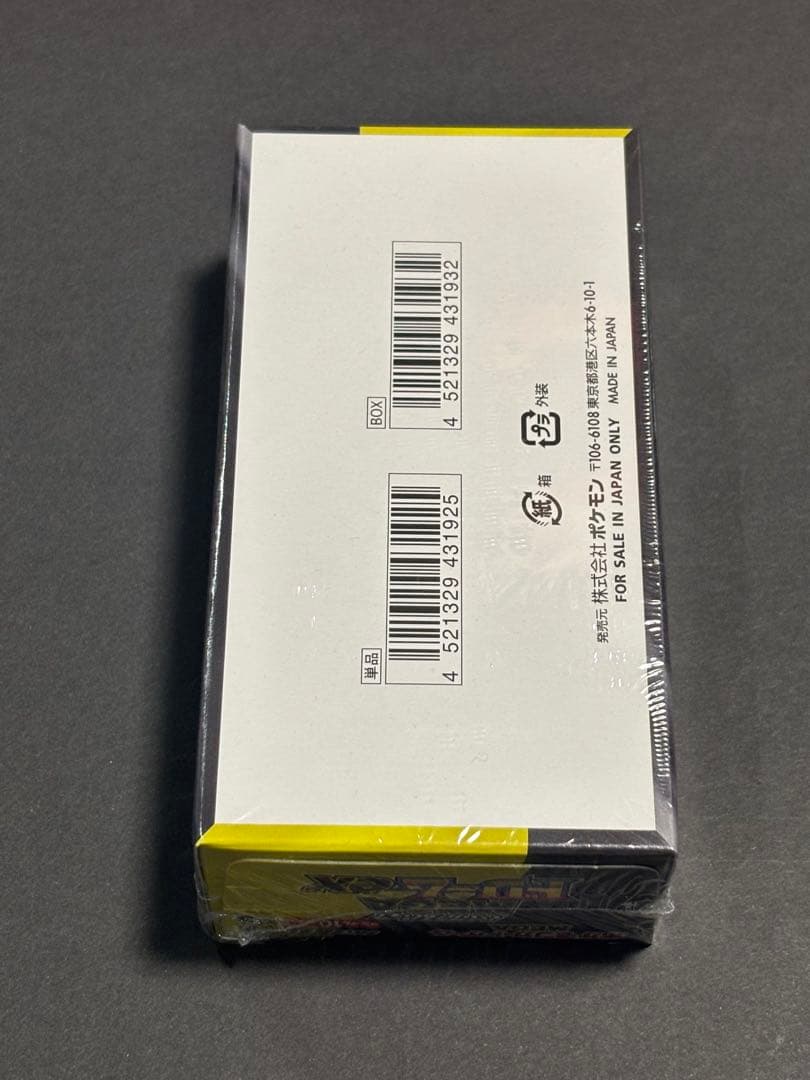 BOX
4 521329 431932
単品
4 521329 431925
プラ 外装
紙 箱
発売元 株式会社 ポケモン 〒106-6108 東京都港区六本木6-10-1
FOR SALE IN JAPAN ONLY MADE IN JAPAN